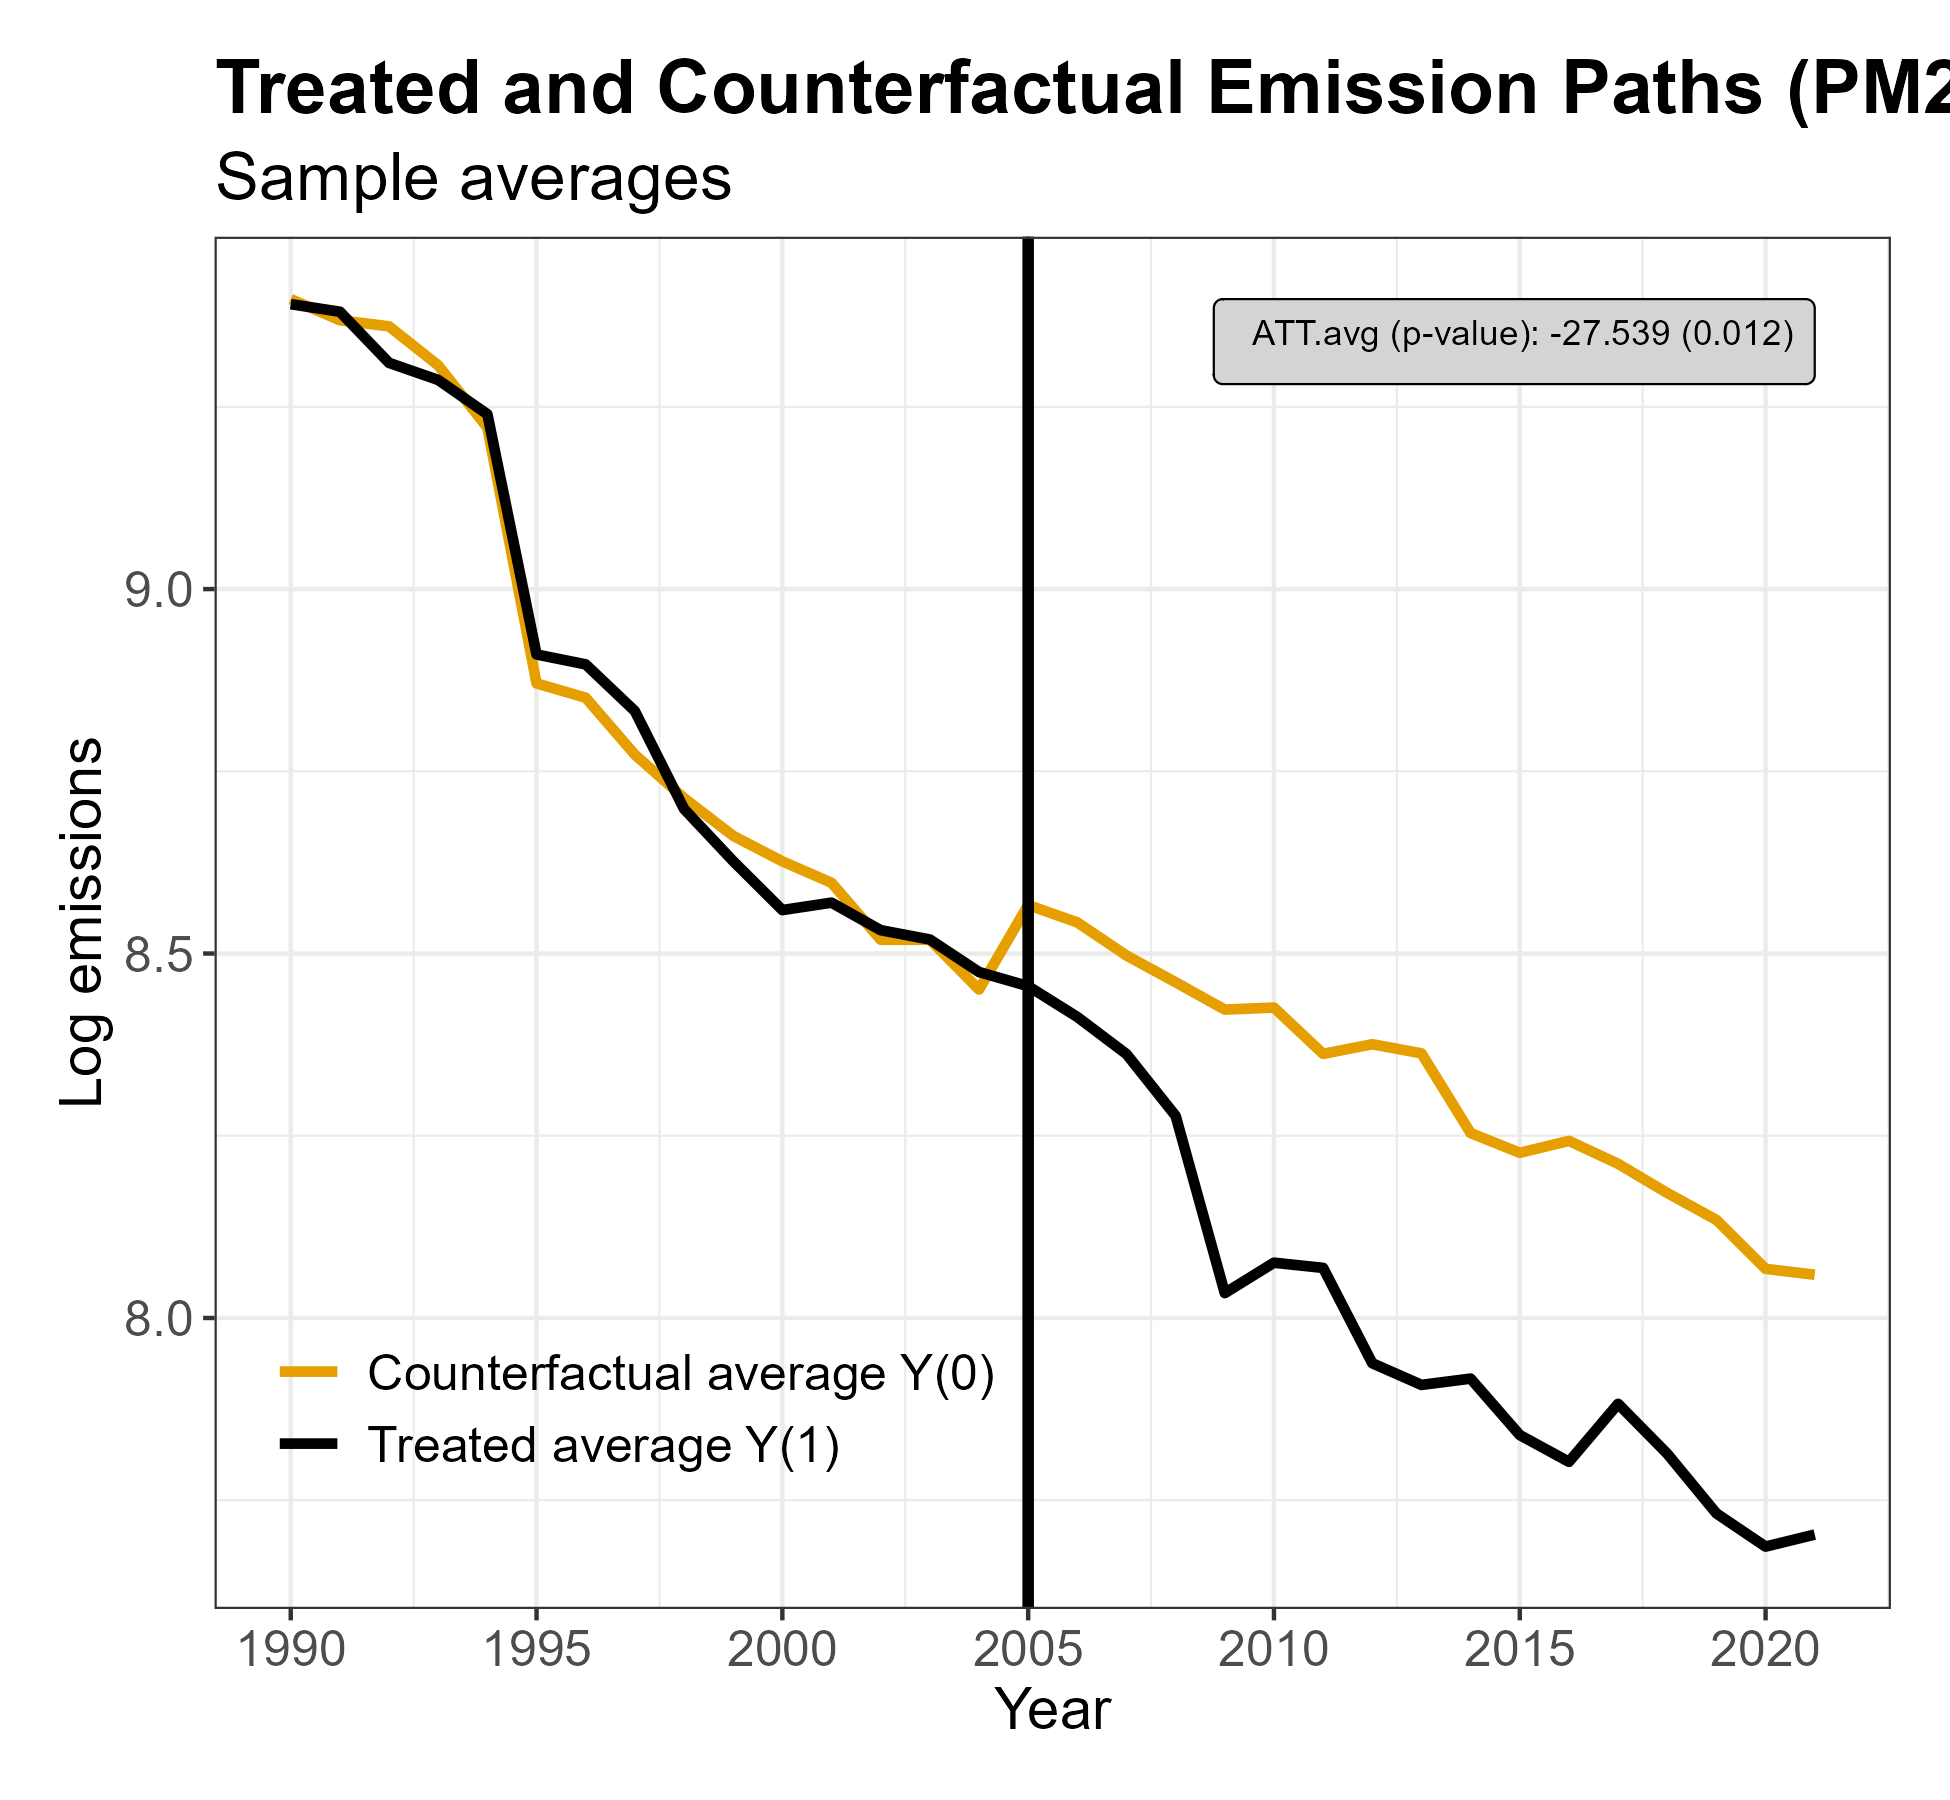 Treated and Counterfactual Emission Paths (PM2
Sample averages
ATT.avg (p-value): -27.539 (0.012)
Log emissions
9.0
8.5
8.0
Counterfactual average Y(0)
Treated average Y(1)
1990 1995 2000 2005 2010 2015 2020
Year